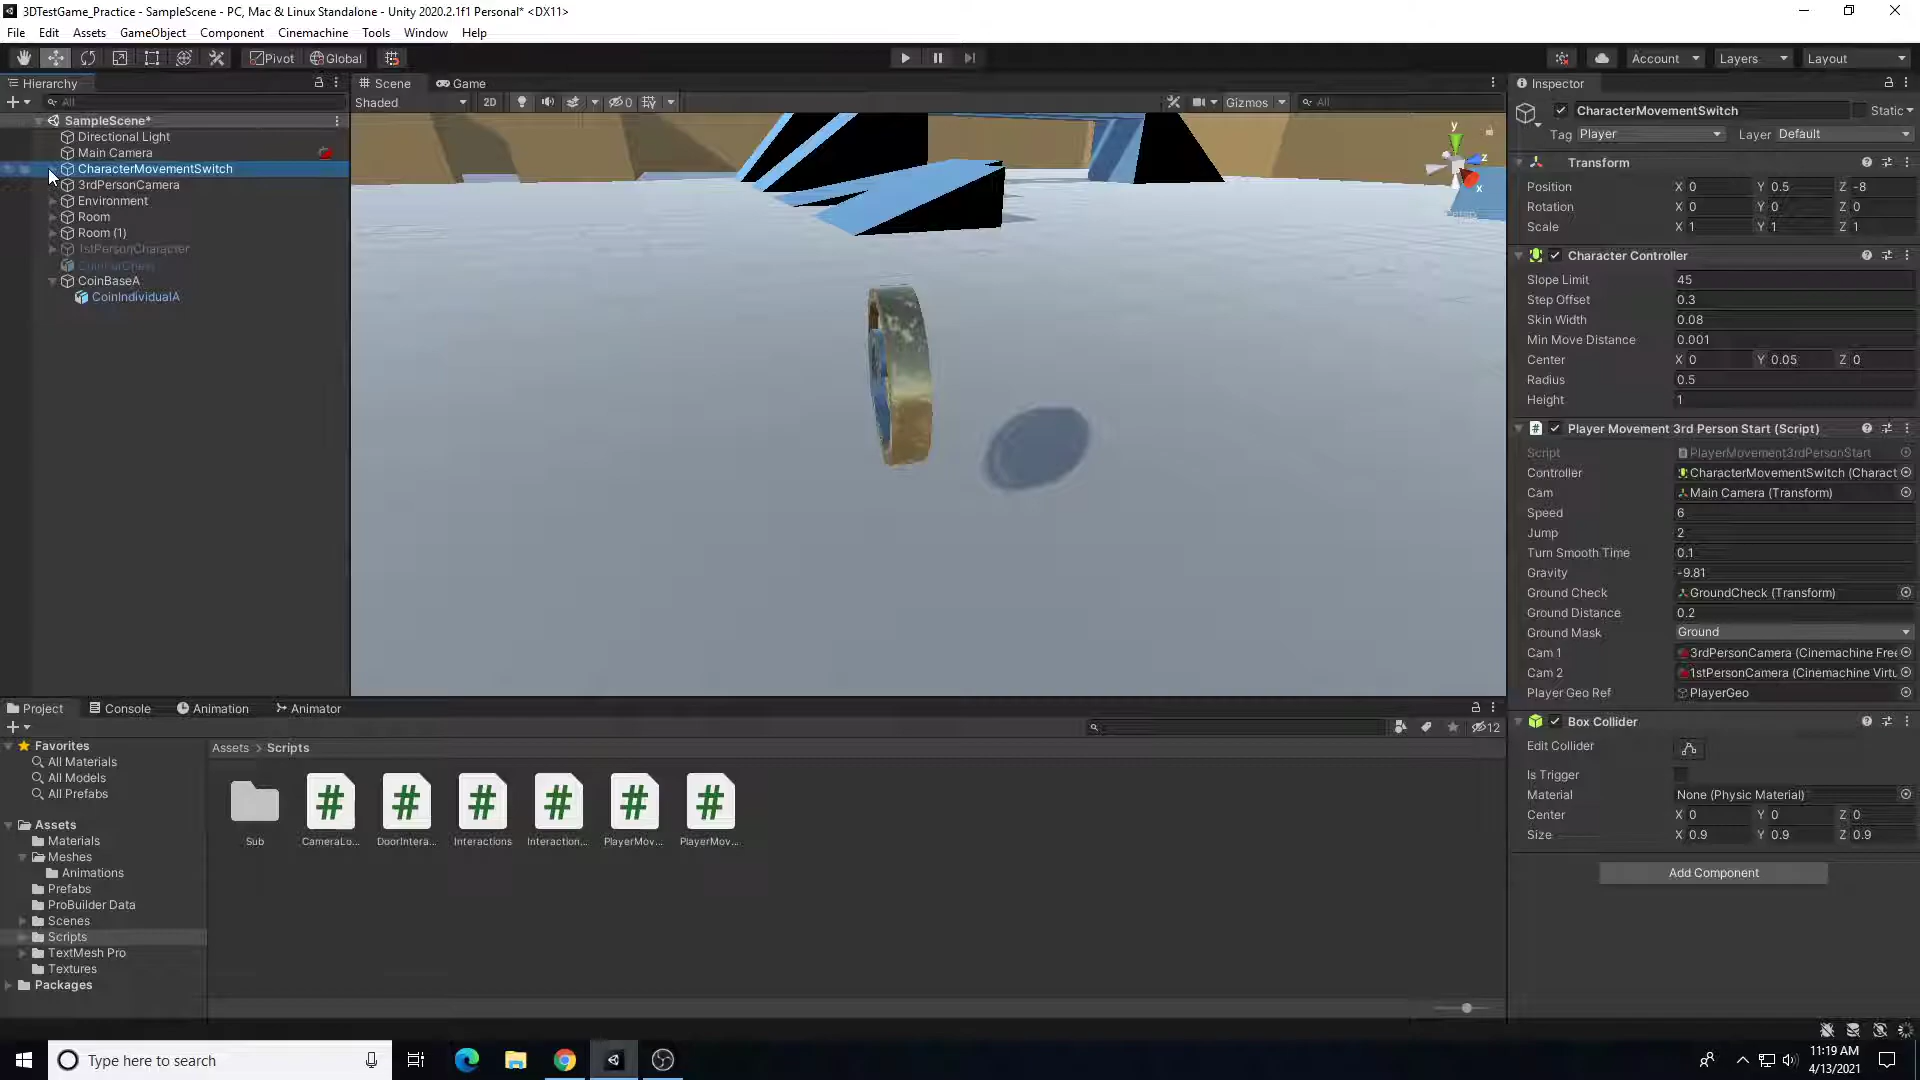 3DTestGame_Practice - SampleScene - PC, Mac & Linux Standalone - Unity 2020.2.1f1 Personal* <DX11>
File Edit Assets GameObject Component Cinemachine Tools Window Help
Pivot Global Account Layers Layout
Hierarchy
All
SampleScene*
Directional Light
Main Camera
CharacterMovementSwitch
3rdPersonCamera
Environment
Room
Room (1)
1stPersonCharacter
CoinBaseA
CoinIndividualA
Scene Game
Shaded 2D 0 Gizmos All
y
z
x
Inspector
CharacterMovementSwitch Static
Tag Player Layer Default
Transform
Position X 0 Y 0.5 Z -8
Rotation X 0 Y 0 Z 0
Scale X 1 Y 1 Z 1
Character Controller
Slope Limit 45
Step Offset 0.3
Skin Width 0.08
Min Move Distance 0.001
Center X 0 Y 0.05 Z 0
Radius 0.5
Height 1
# Player Movement 3rd Person Start (Script)
Script PlayerMovement3rdPersonStart
Controller CharacterMovementSwitch (Charact
Cam Main Camera (Transform)
Speed 6
Jump 2
Turn Smooth Time 0.1
Gravity -9.81
Ground Check GroundCheck (Transform)
Ground Distance 0.2
Ground Mask Ground
Cam 1 3rdPersonCamera (Cinemachine Free
Cam 2 1stPersonCamera (Cinemachine Virtu
Player Geo Ref PlayerGeo
Box Collider
Edit Collider
Is Trigger
Material None (Physic Material)
Center X 0 Y 0 Z 0
Size X 0.9 Y 0.9 Z 0.9
Add Component
Project Console Animation Animator
12
Favorites
All Materials
All Models
All Prefabs
Assets
Materials
Meshes
Animations
Prefabs
ProBuilder Data
Scenes
Scripts
TextMesh Pro
Textures
Packages
Assets > Scripts
# # # # # #
Sub CameraLo... DoorIntera... Interactions Interaction... PlayerMov... PlayerMov...
Type here to search
11:19 AM
4/13/2021